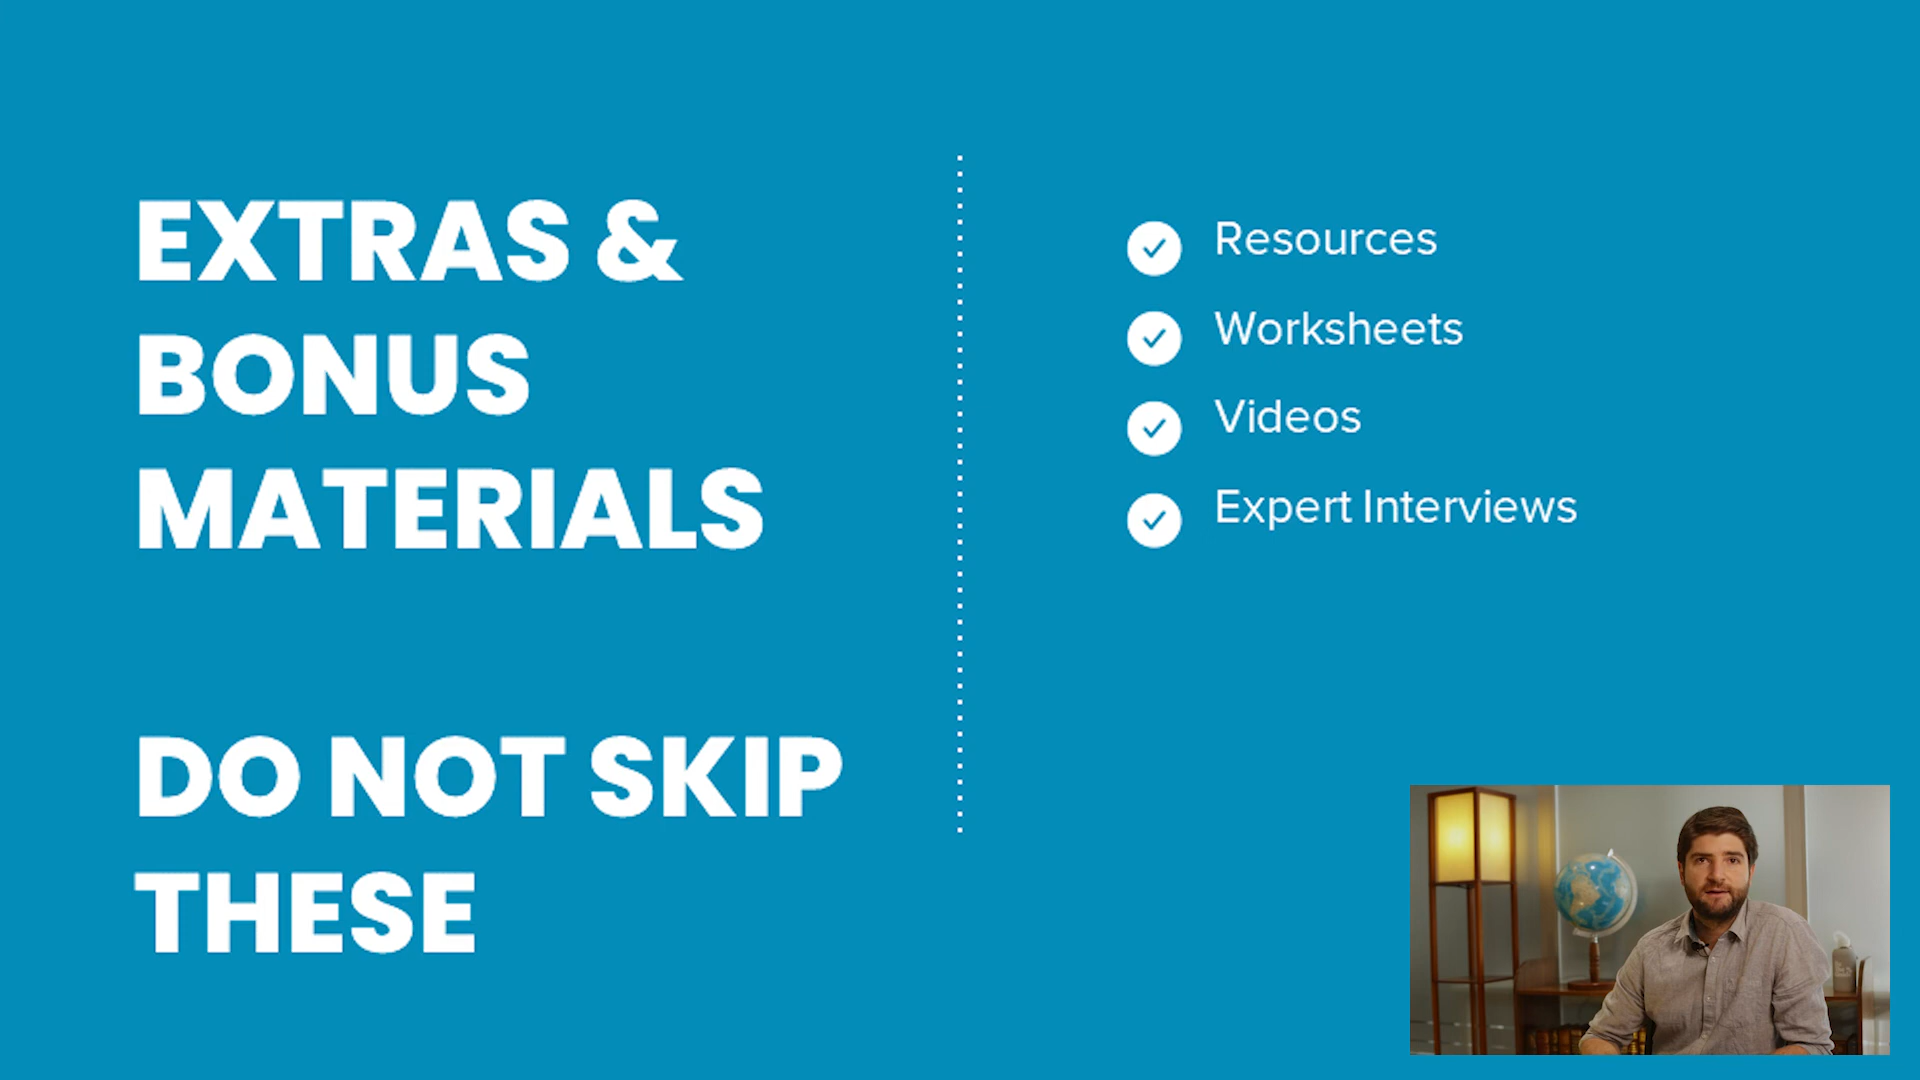 EXTRAS &
BONUS
MATERIALS
DO NOT SKIP
THESE
Resources
Worksheets
Videos
Expert Interviews